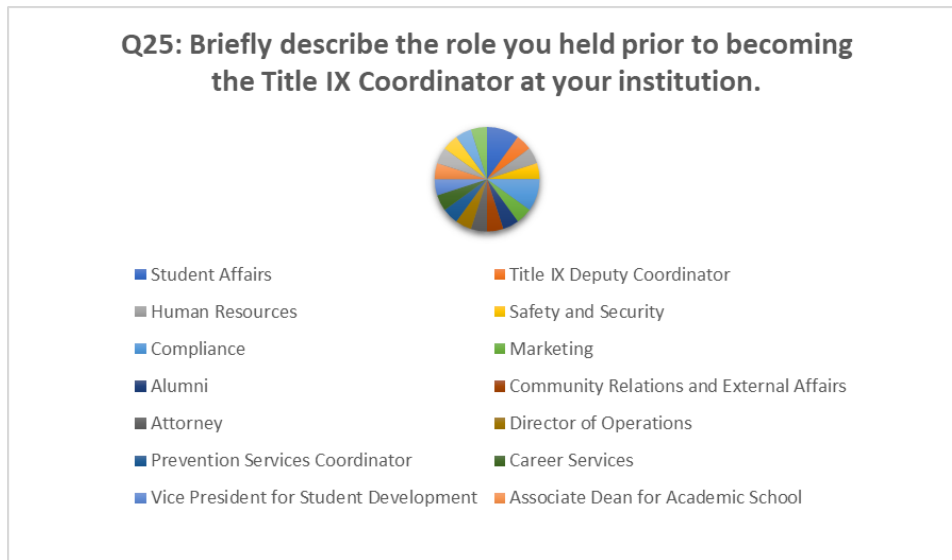 Q25: Briefly describe the role you held prior to becoming
the Title IX Coordinator at your institution.
Student Affairs
Title IX Deputy Coordinator
Human Resources
Safety and Security
Compliance
Marketing
Alumni
Community Relations and External Affairs
Attorney
Director of Operations
Prevention Services Coordinator
Career Services
Vice President for Student Development
Associate Dean for Academic School